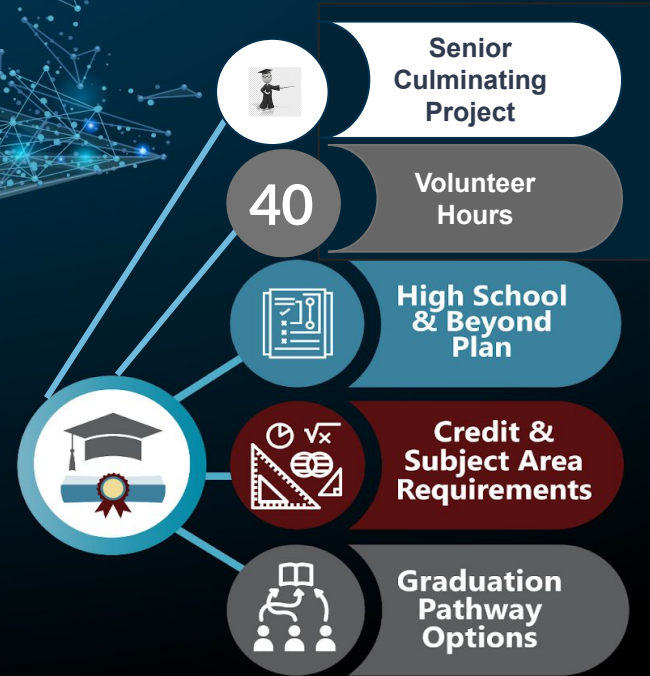 Senior
Culminating
Project
40
Volunteer
Hours
High School
& Beyond
Plan
√x
Credit &
Subject Area
Requirements
Graduation
Pathway
Options